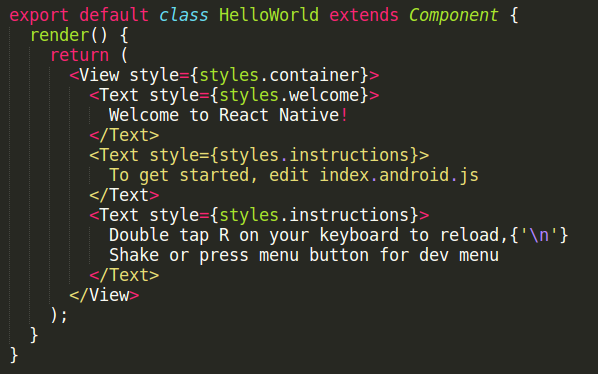 export default class HelloWorld extends Component {
  render() {
    return (
      <View style={styles.container}>
        <Text style={styles.welcome}>
          Welcome to React Native!
        </Text>
        <Text style={styles.instructions}>
          To get started, edit index.android.js
        </Text>
        <Text style={styles.instructions}>
          Double tap R on your keyboard to reload,{'\n'}
          Shake or press menu button for dev menu
        </Text>
      </View>
    );
  }
}